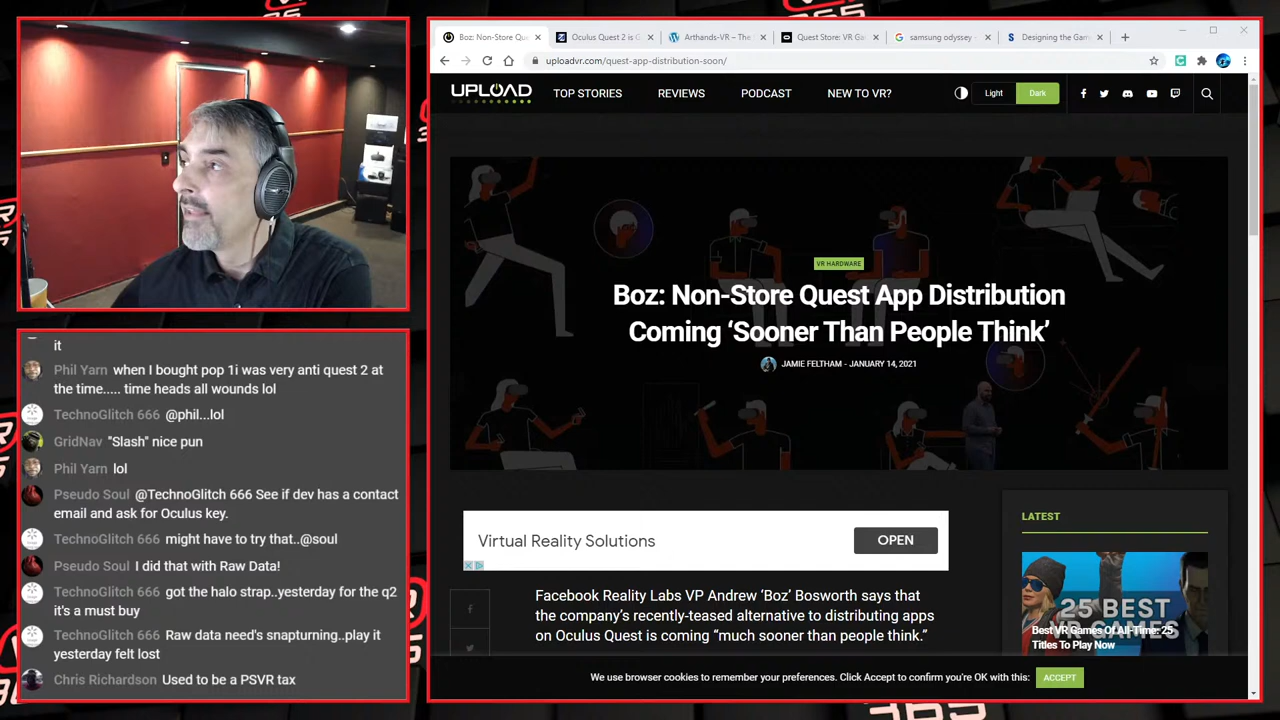 it
Phil Yarn when I bought pop 1i was very anti quest 2 at
the time..... time heads all wounds lol
TechnoGlitch 666 @phil...lol
GridNav "Slash" nice pun
Phil Yarn lol
Pseudo Soul @TechnoGlitch 666 See if dev has a contact
email and ask for Oculus key.
TechnoGlitch 666 might have to try that..@soul
Pseudo Soul I did that with Raw Data!
TechnoGlitch 666 got the halo strap..yesterday for the q2
it's a must buy
TechnoGlitch 666 Raw data need's snapturning..play it
yesterday felt lost
Chris Richardson Used to be a PSVR tax
Boz: Non-Store Que
Oculus Quest 2 is G
Arthands-VR – The
Quest Store: VR Ga
samsung odyssey
Designing the Gam
uploadvr.com/quest-app-distribution-soon/
UPLOAD
TOP STORIES
REVIEWS
PODCAST
NEW TO VR?
Light
Dark
VR HARDWARE
Boz: Non-Store Quest App Distribution
Coming ‘Sooner Than People Think’
JAMIE FELTHAM - JANUARY 14, 2021
Virtual Reality Solutions
OPEN
LATEST
25 BEST
VR GAMES
Best VR Games Of All-Time: 25
Titles To Play Now
Facebook Reality Labs VP Andrew ‘Boz’ Bosworth says that
the company’s recently-teased alternative to distributing apps
on Oculus Quest is coming “much sooner than people think.”
We use browser cookies to remember your preferences. Click Accept to confirm you're OK with this:
ACCEPT
365